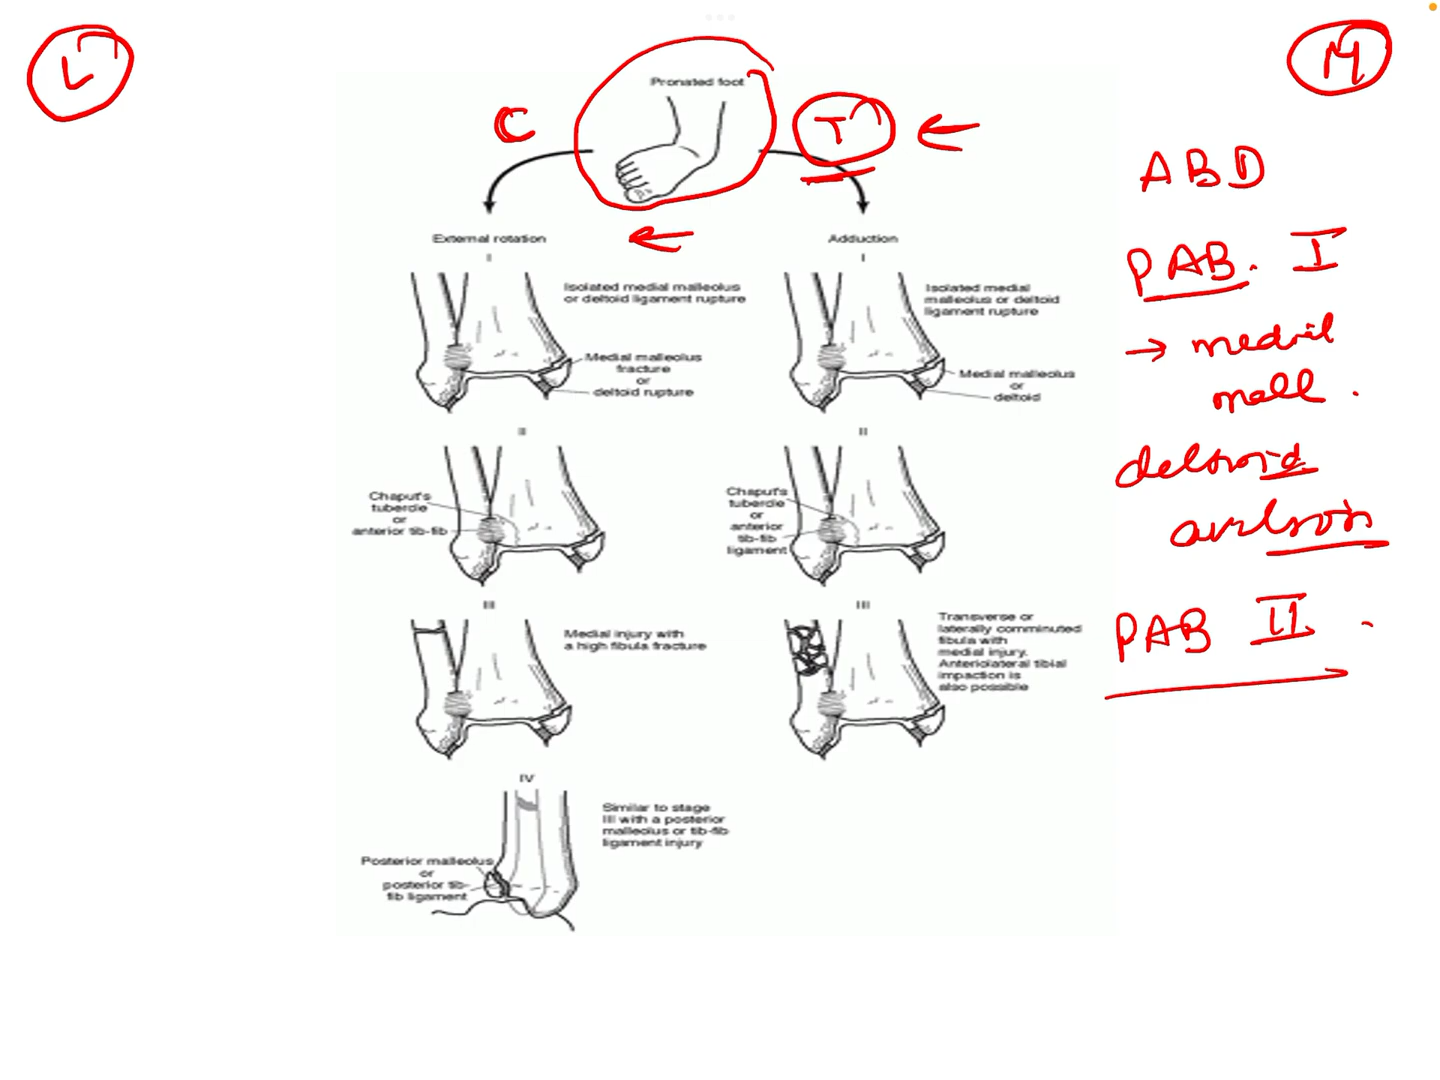 L
M
Pronated foot
C
T
ABD
PAB. I
→ medial
mall.
deltoid
avlsion
PAB II.
External rotation
I
Isolated medial malleolus
or deltoid ligament rupture
Medial malleolus
fracture
or
deltoid rupture
II
Chaput's
tubercle
or
anterior tib-fib
III
Medial injury with
a high fibula fracture
IV
Similar to stage
III with a posterior
malleolus or tib-fib
ligament injury
Posterior malleolus
or
posterior tib-
fib ligament
Adduction
I
Isolated medial
malleolus or deltoid
ligament rupture
Medial malleolus
or
deltoid
II
Chaput's
tubercle
or
anterior
tib-fib
ligament
III
Transverse or
laterally comminuted
fibula with
medial injury.
Anteriolateral tibial
impaction is
also possible